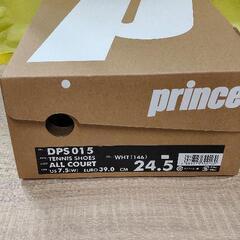 prince
DPS015
TENNIS SHOES WHT(146)
ALL COURT
US 7.5(W) EURO 39.0 CM 24.5